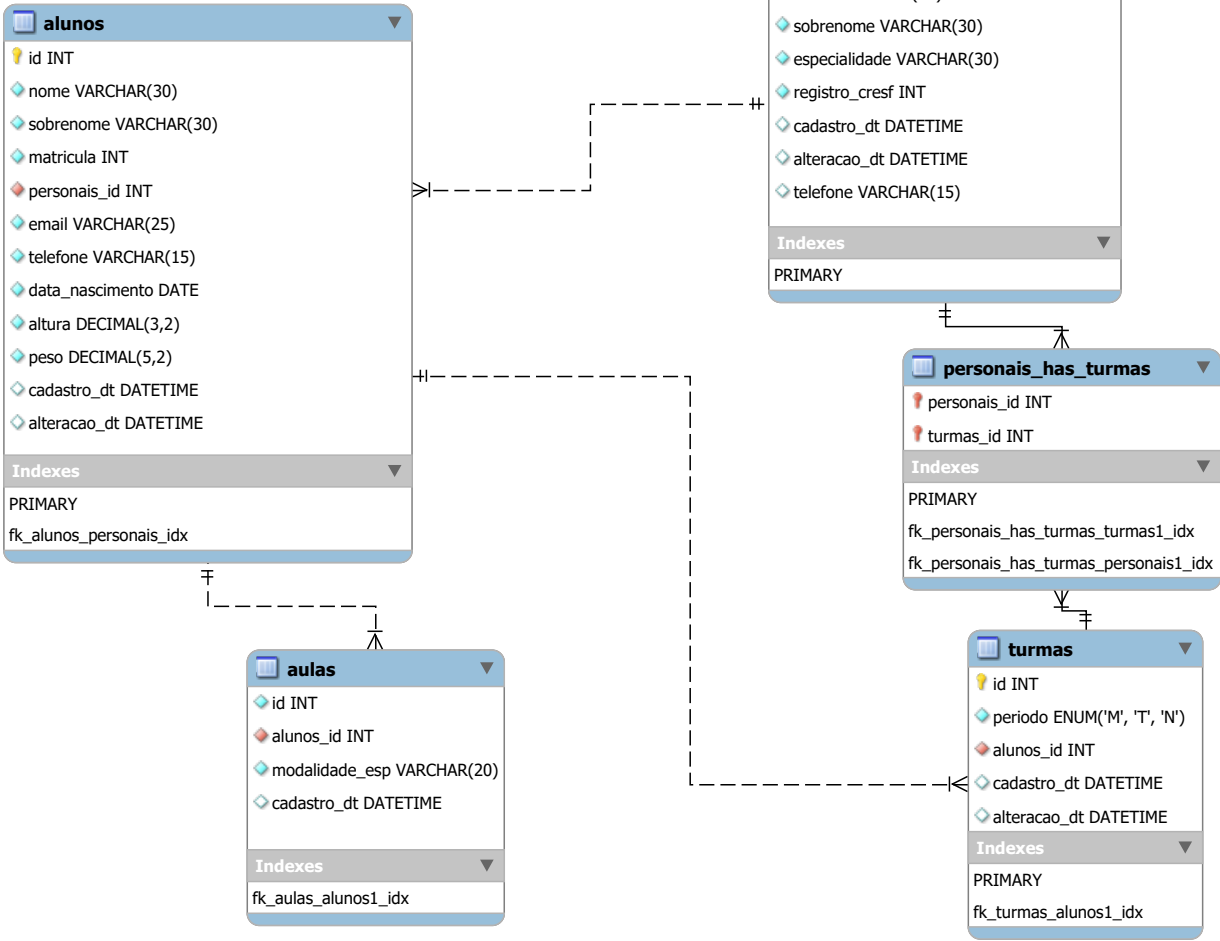 alunos
id INT
nome VARCHAR(30)
sobrenome VARCHAR(30)
matricula INT
personais_id INT
email VARCHAR(25)
telefone VARCHAR(15)
data_nascimento DATE
altura DECIMAL(3,2)
peso DECIMAL(5,2)
cadastro_dt DATETIME
alteracao_dt DATETIME
Indexes
PRIMARY
fk_alunos_personais_idx
sobrenome VARCHAR(30)
especialidade VARCHAR(30)
registro_cresf INT
cadastro_dt DATETIME
alteracao_dt DATETIME
telefone VARCHAR(15)
Indexes
PRIMARY
personais_has_turmas
personais_id INT
turmas_id INT
Indexes
PRIMARY
fk_personais_has_turmas_turmas1_idx
fk_personais_has_turmas_personais1_idx
aulas
id INT
alunos_id INT
modalidade_esp VARCHAR(20)
cadastro_dt DATETIME
Indexes
fk_aulas_alunos1_idx
turmas
id INT
periodo ENUM('M', 'T', 'N')
alunos_id INT
cadastro_dt DATETIME
alteracao_dt DATETIME
Indexes
PRIMARY
fk_turmas_alunos1_idx